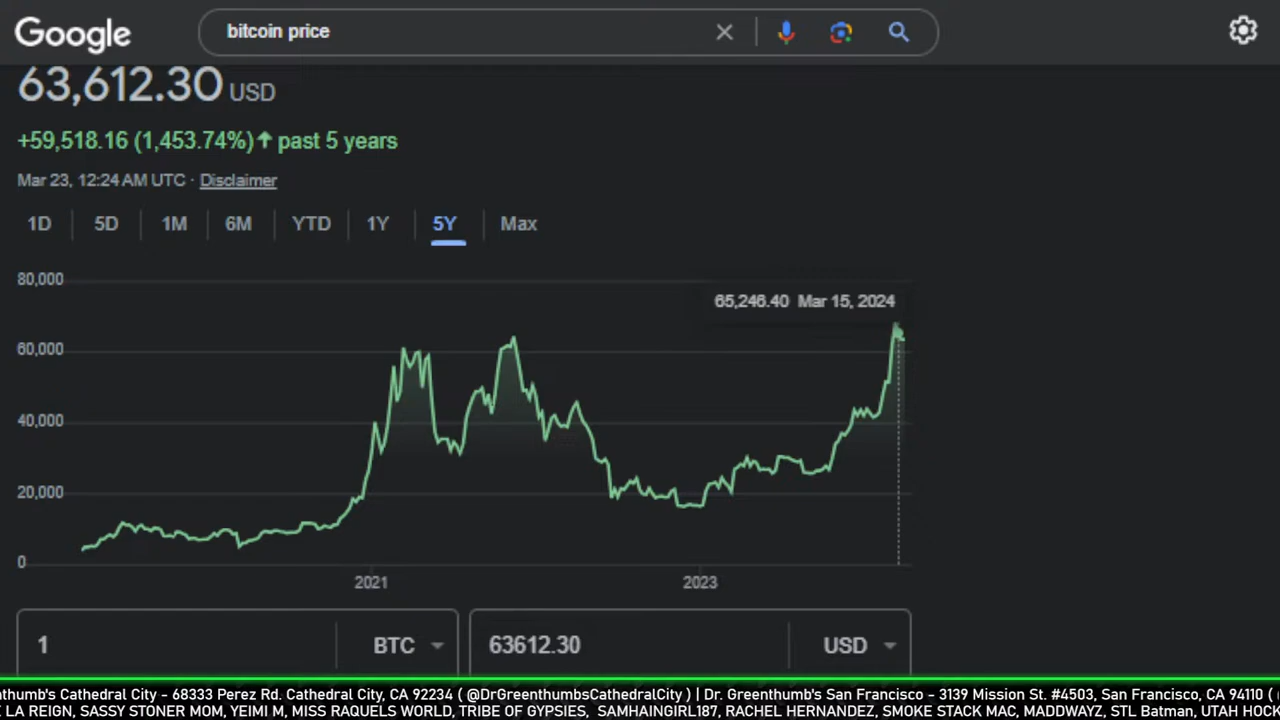 Google
bitcoin price
63,612.30 USD
+59,518.16 (1,453.74%) ↑ past 5 years
Mar 23, 12:24 AM UTC · Disclaimer
1D 5D 1M 6M YTD 1Y 5Y Max
80,000
65,246.40 Mar 15, 2024
60,000
40,000
20,000
0
2021 2023
1 BTC 63612.30 USD
nthumb's Cathedral City - 68333 Perez Rd. Cathedral City, CA 92234 ( @DrGreenthumbsCathedralCity ) | Dr. Greenthumb's San Francisco - 3139 Mission St. #4503, San Francisco, CA 94110 (
E LA REIGN, SASSY STONER MOM, YEIMI M, MISS RAQUELS WORLD, TRIBE OF GYPSIES, SAMHAINGIRL187, RACHEL HERNANDEZ, SMOKE STACK MAC, MADDWAYZ, STL Batman, UTAH HOCK